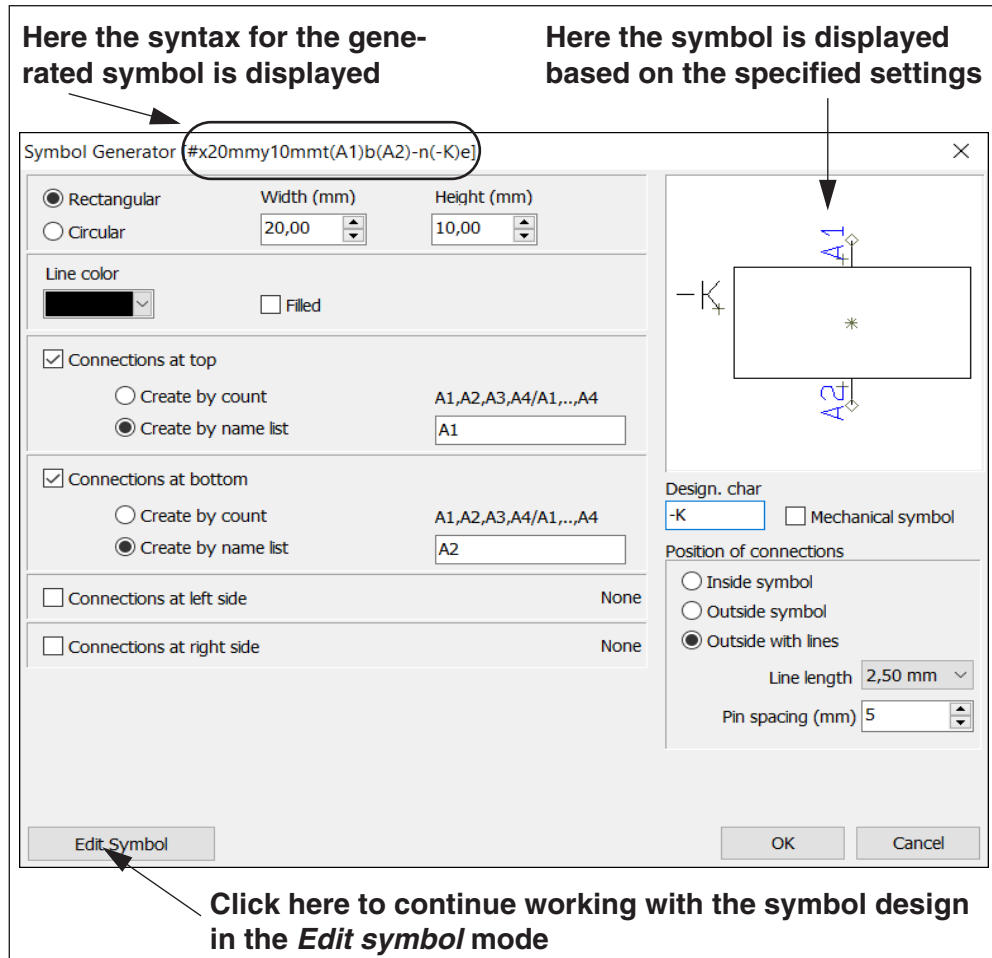 Here the syntax for the gene-
rated symbol is displayed
Here the symbol is displayed
based on the specified settings
Symbol Generator [#x20mmy10mmt(A1)b(A2)-n(-K)e]
Rectangular
Width (mm)
Height (mm)
Circular
20,00
10,00
Line color
Filled
Connections at top
Create by count
A1,A2,A3,A4/A1,..,A4
Create by name list
A1
Connections at bottom
Create by count
A1,A2,A3,A4/A1,..,A4
Create by name list
A2
Connections at left side
None
Connections at right side
None
A1
-K
A2
Design. char
-K
Mechanical symbol
Position of connections
Inside symbol
Outside symbol
Outside with lines
Line length
2,50 mm
Pin spacing (mm)
5
Edit Symbol
OK
Cancel
Click here to continue working with the symbol design
in the Edit symbol mode